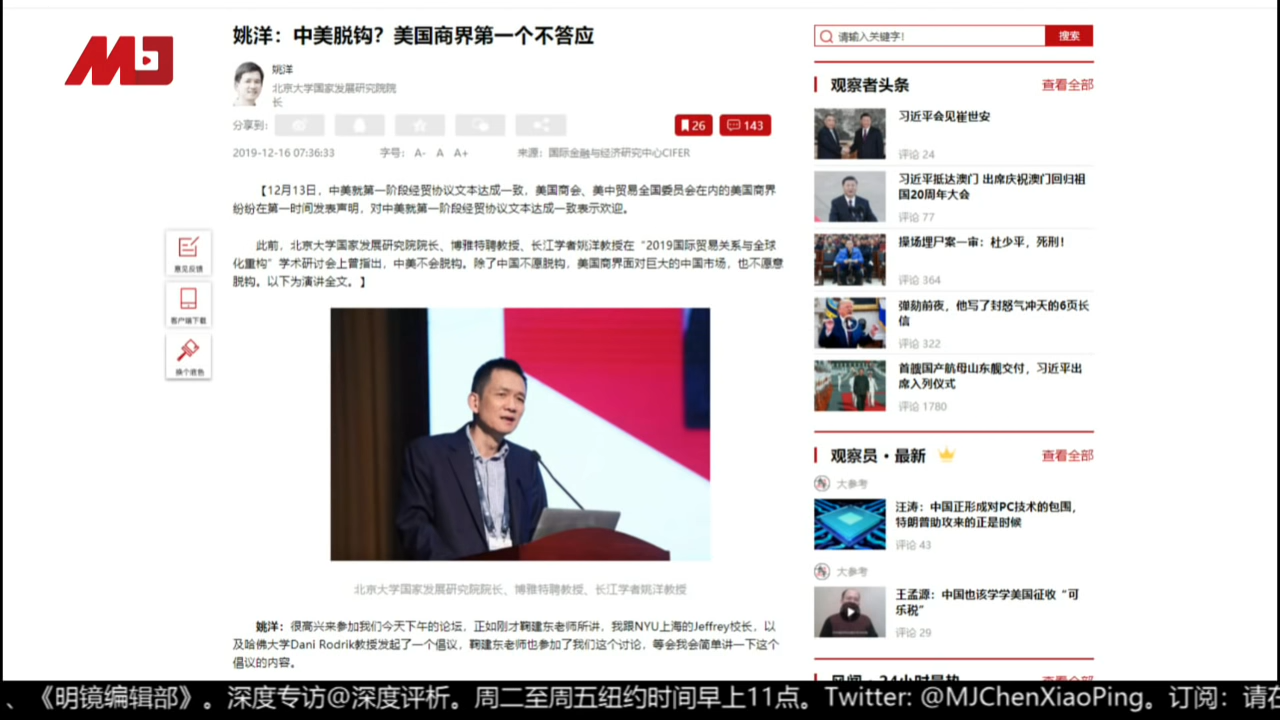 MJ
姚洋：中美脱钩？美国商界第一个不答应
姚洋
北京大学国家发展研究院院
长
分享到：
26
143
2019-12-16 07:36:33
字号： A- A A+
来源：国际金融与经济研究中心CIFER
【12月13日，中美就第一阶段经贸协议文本达成一致，美国商会、美中贸易全国委员会在内的美国商界
纷纷在第一时间发表声明，对中美就第一阶段经贸协议文本达成一致表示欢迎。
此前，北京大学国家发展研究院院长、博雅特聘教授、长江学者姚洋教授在“2019国际贸易关系与全球
化重构”学术研讨会上曾指出，中美不会脱钩。除了中国不愿脱钩，美国商界面对巨大的中国市场，也不愿意
脱钩。以下为演讲全文。】
北京大学国家发展研究院院长、博雅特聘教授、长江学者姚洋教授
姚洋：很高兴来参加我们今天下午的论坛，正如刚才鞠建东老师所讲，我跟NYU上海的Jeffrey校长，以
及哈佛大学Dani Rodrik教授发起了一个倡议，鞠建东老师也参加了我们这个讨论，等会我会简单讲一下这个
倡议的内容。
意见反馈
客户端下载
换个底色
请输入关键字！
搜索
观察者头条
查看全部
习近平会见崔世安
评论 24
习近平抵达澳门 出席庆祝澳门回归祖
国20周年大会
评论 77
操场埋尸案一审：杜少平，死刑！
评论 364
弹劾前夜，他写了封怒气冲天的6页长
信
评论 322
首艘国产航母山东舰交付，习近平出
席入列仪式
评论 1780
观察员·最新
查看全部
大参考
汪涛：中国正形成对PC技术的包围，
特朗普助攻来的正是时候
评论 43
大参考
王孟源：中国也该学学美国征收“可
乐税”
评论 29
风闻·24小时最热
查看全部
、《明镜编辑部》。深度专访@深度评析。周二至周五纽约时间早上11点。Twitter: @MJChenXiaoPing。订阅：请在